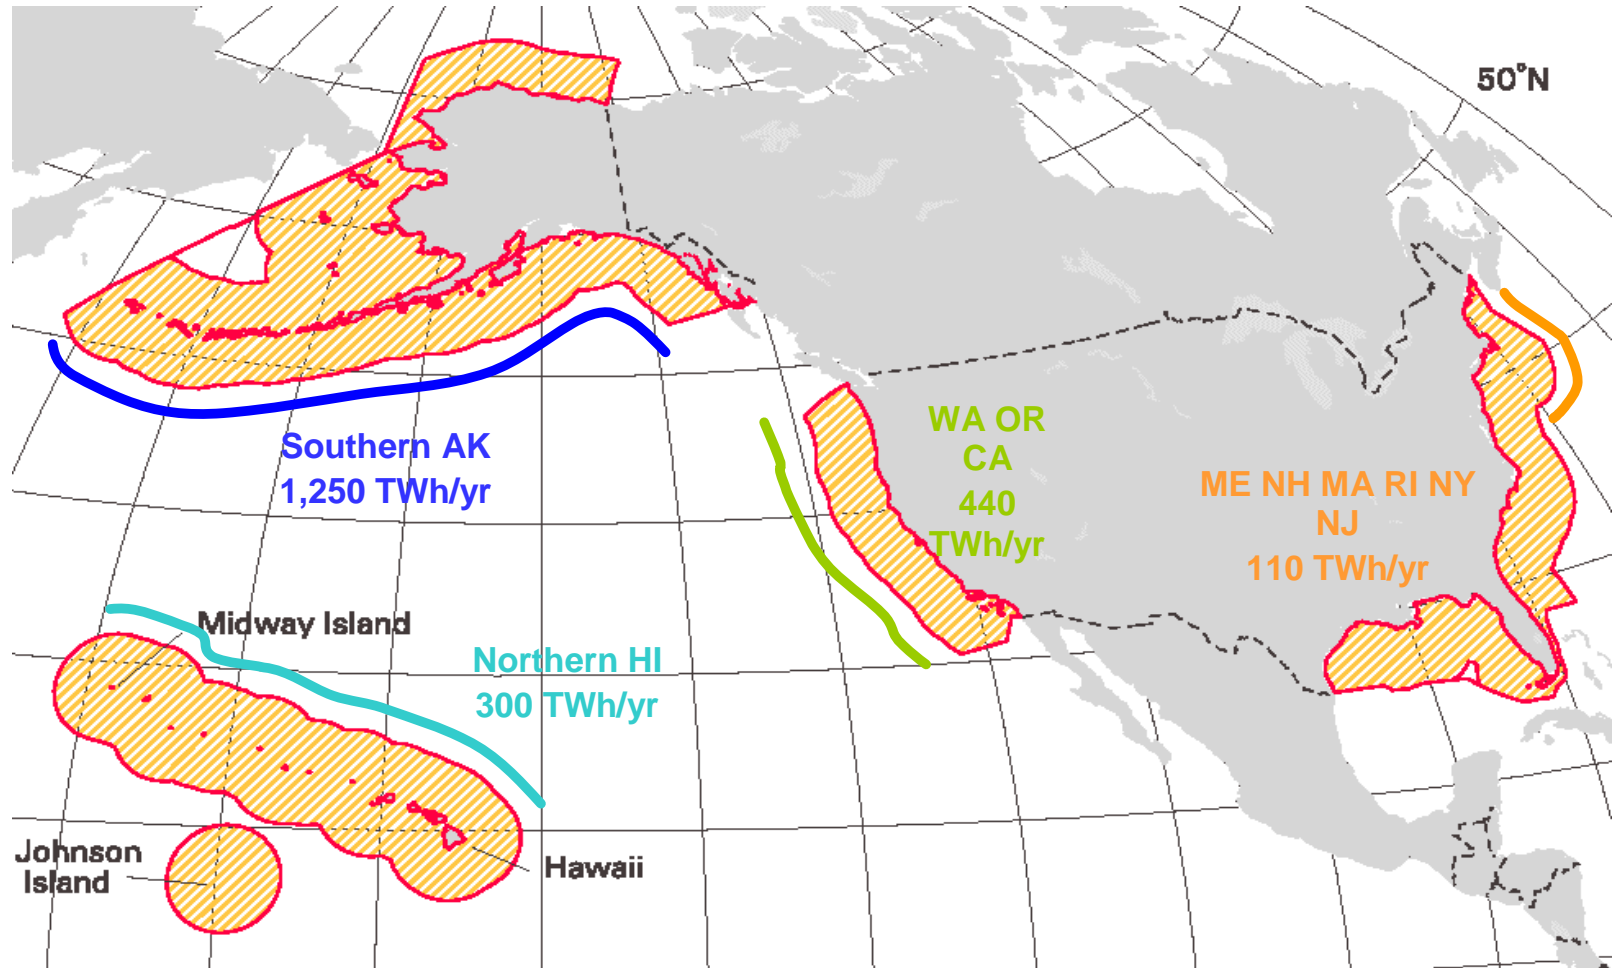 50°N
Southern AK
1,250 TWh/yr
WA OR
CA
440
TWh/yr
ME NH MA RI NY
NJ
110 TWh/yr
Midway Island
Northern HI
300 TWh/yr
Johnson
Island
Hawaii